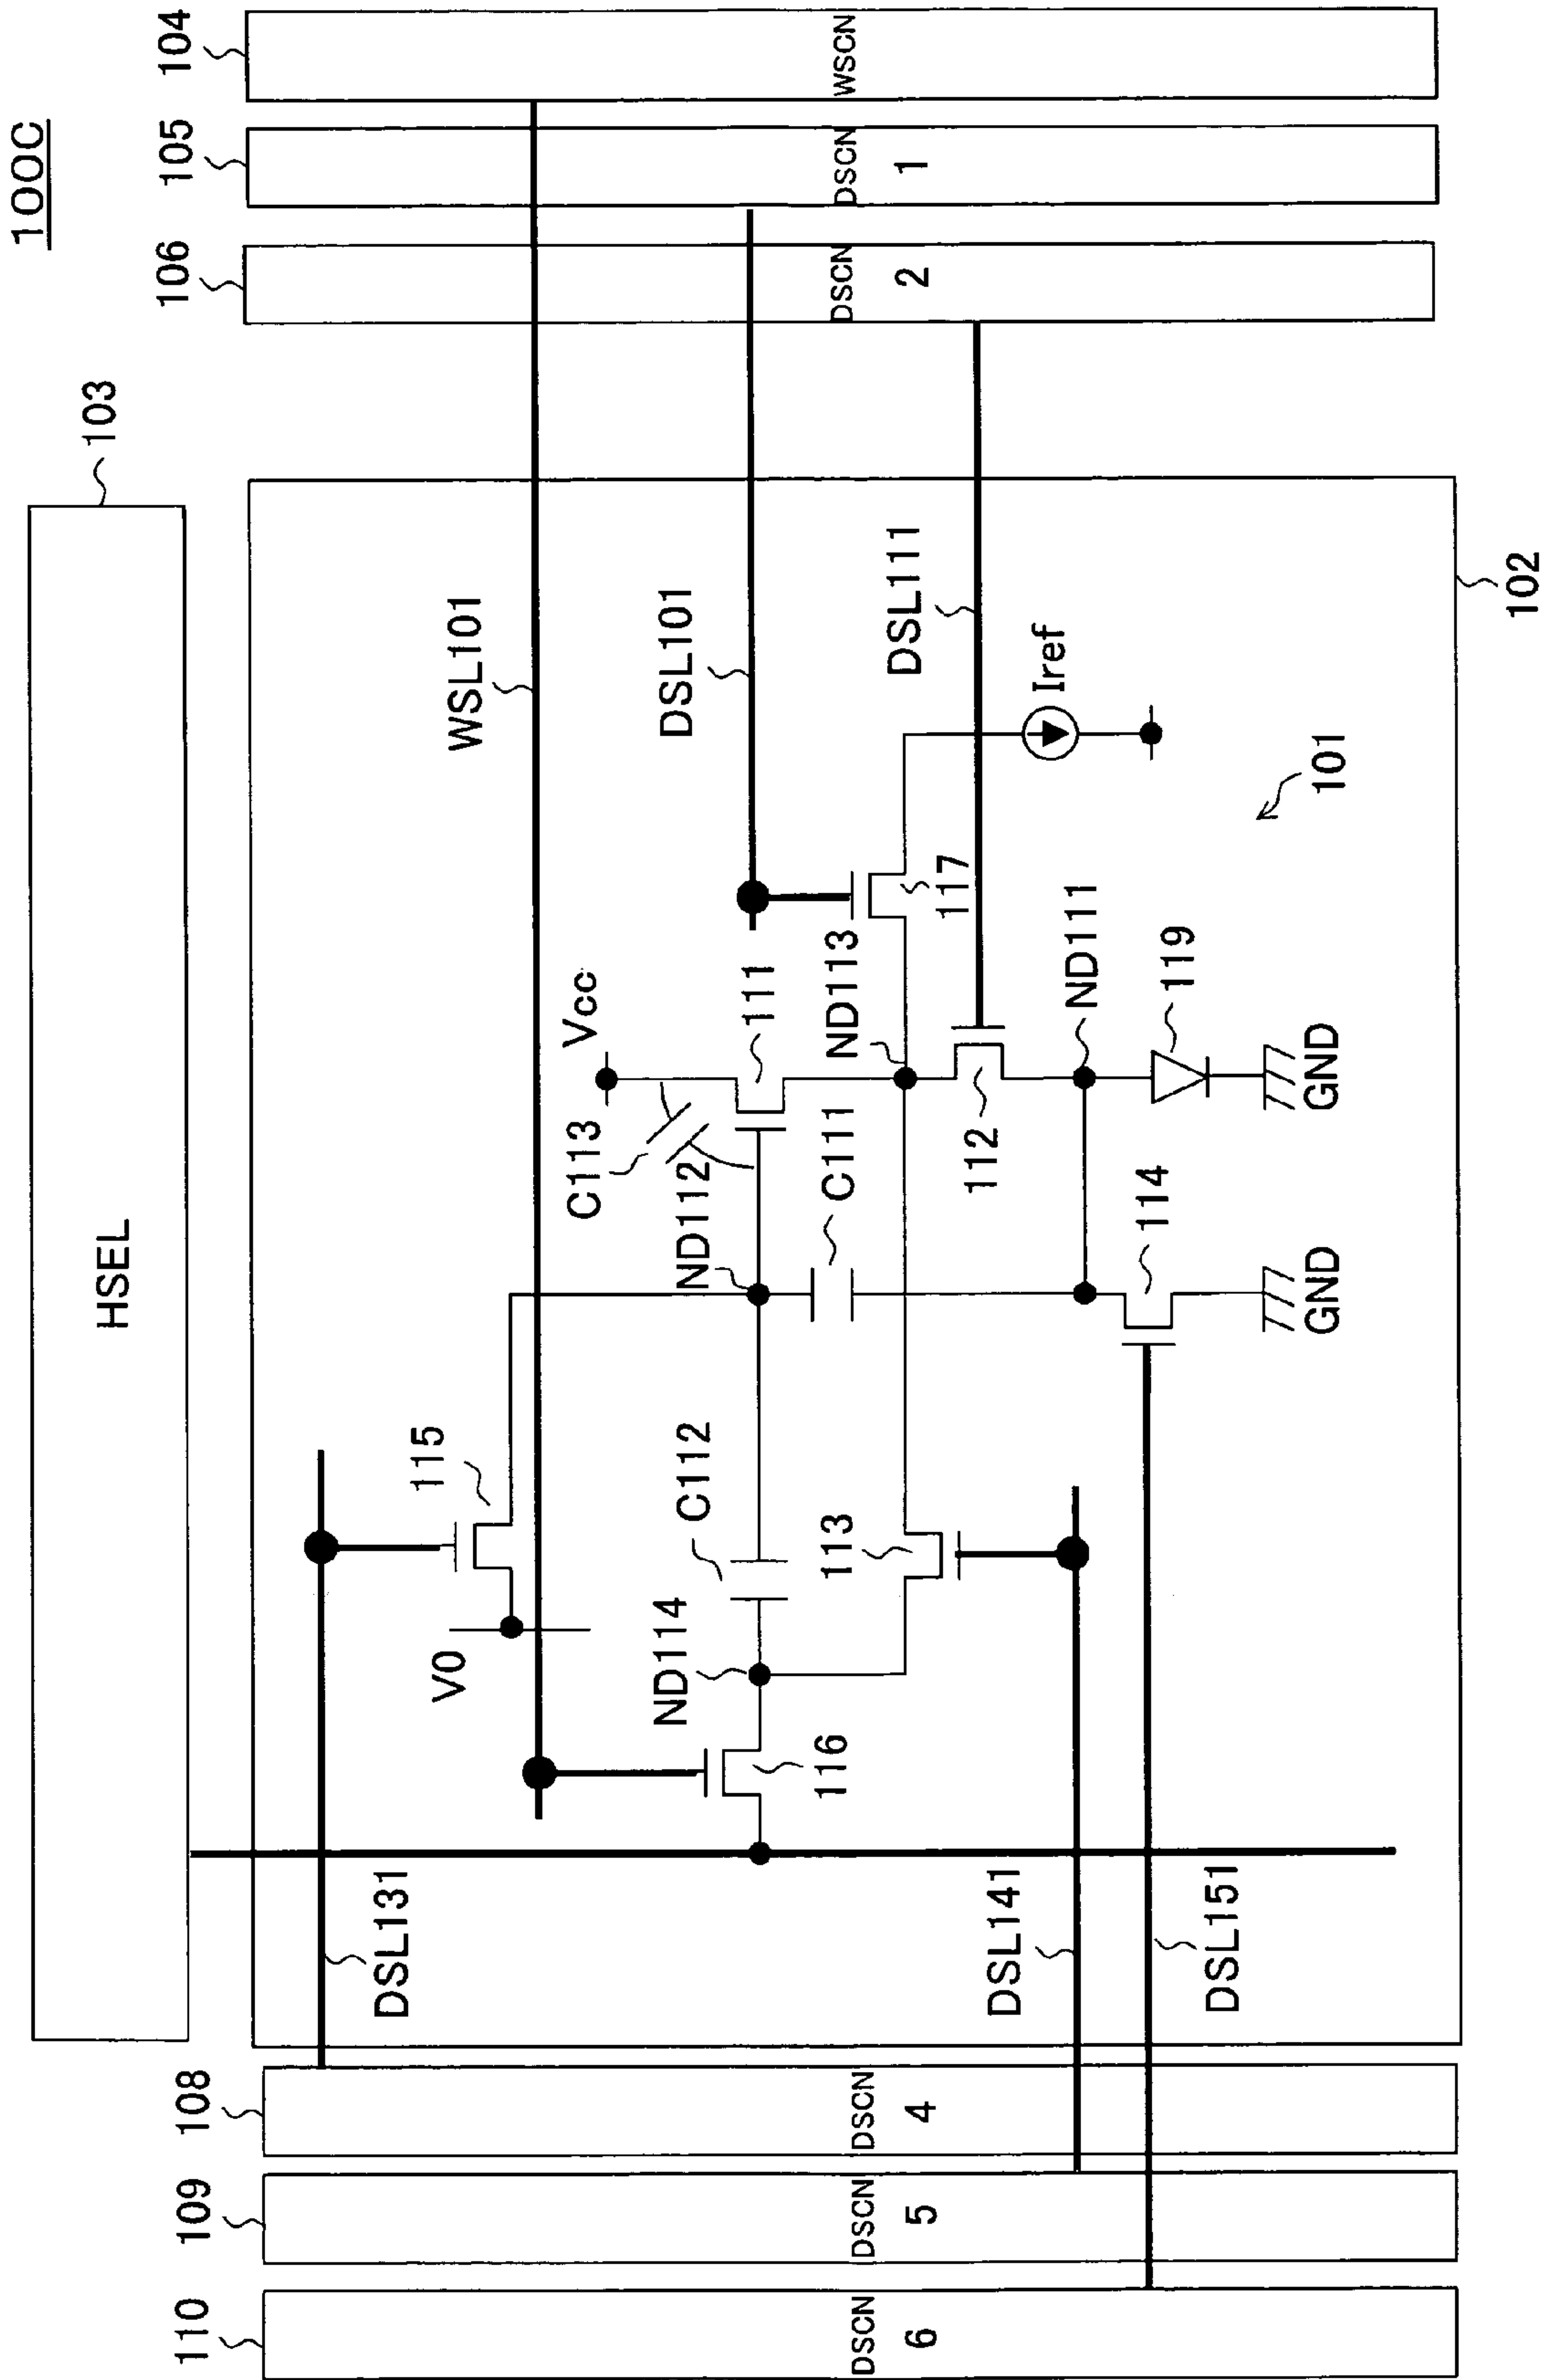 100C
103
HSEL
110
109
108
106
105
104
DSCN
6
DSCN
5
DSCN
4
DSCN
2
DSCN
1
WSCN
DSL131
V0
115
WSL101
C113
Vcc
DSL101
ND114
C112
ND112
111
116
113
C111
ND113
117
DSL111
112
ND111
Iref
DSL141
114
119
DSL151
GND
GND
101
102